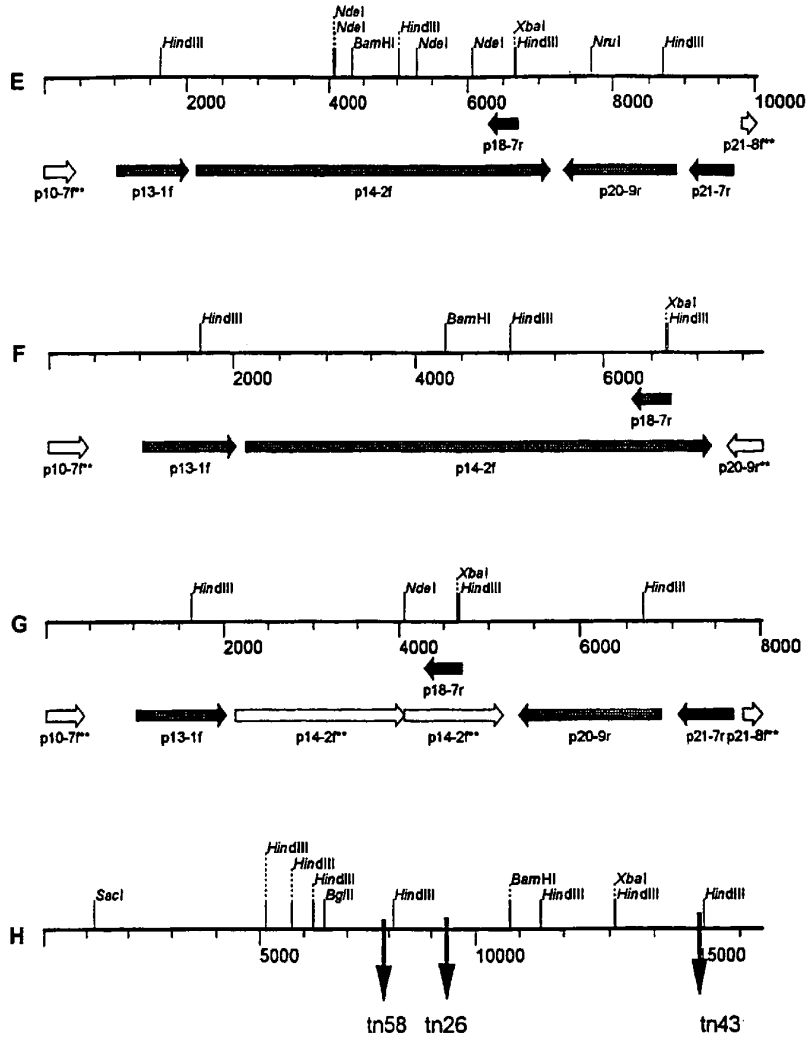 NdeI XbaI
HindIII NdeI BamHI HindIII NdeI NdeI HindIII NruI HindIII
E
2000 4000 6000 8000 10000
p18-7r p21-8f**
p10-7f** p13-1f p14-2f p20-9r p21-7r
XbaI
HindIII BamHI HindIII HindIII
F
2000 4000 6000
p18-7r
p10-7f** p13-1f p14-2f p20-9r**
XbaI
HindIII NdeI HindIII HindIII
G
2000 4000 6000 8000
p18-7r
p10-7f** p13-1f p14-2f** p14-2f** p20-9r p21-7r p21-8f**
HindIII
HindIII
HindIII BamHI XbaI
SacI BglII HindIII HindIII HindIII HindIII
H
5000 10000 15000
tn58 tn26 tn43